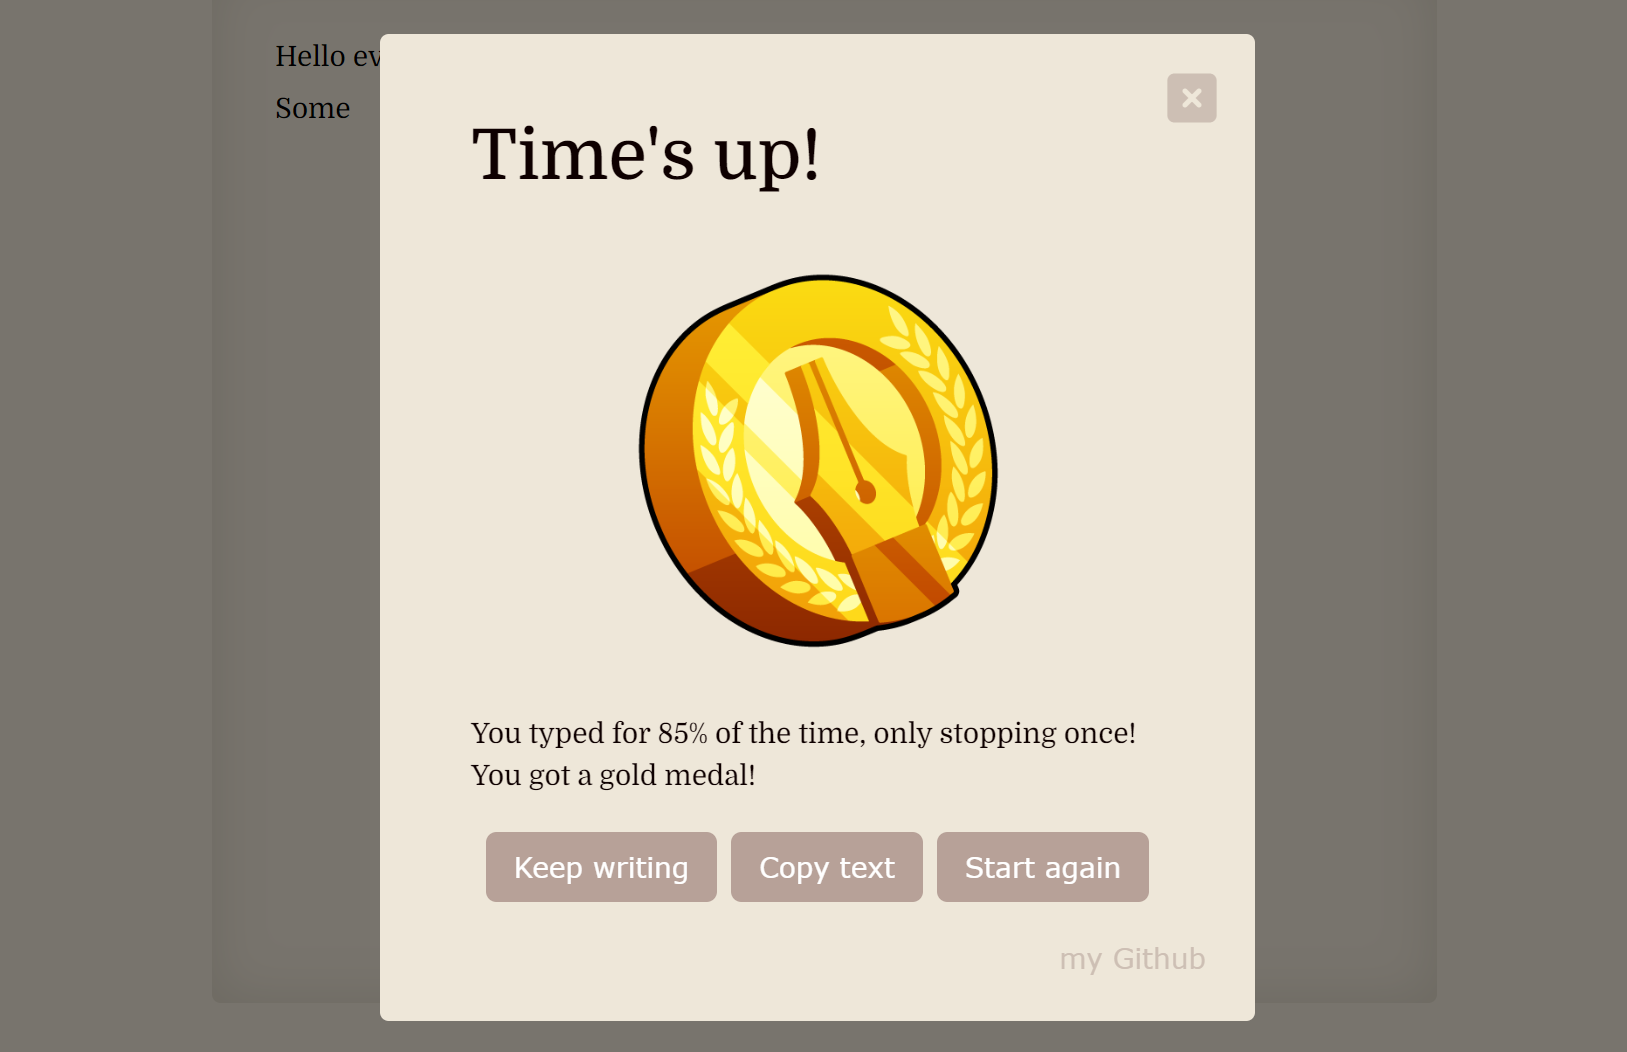 Hello
Some
Time's up!
You typed for 85% of the time, only stopping once!
You got a gold medal!
Keep writing
Copy text
Start again
my Github